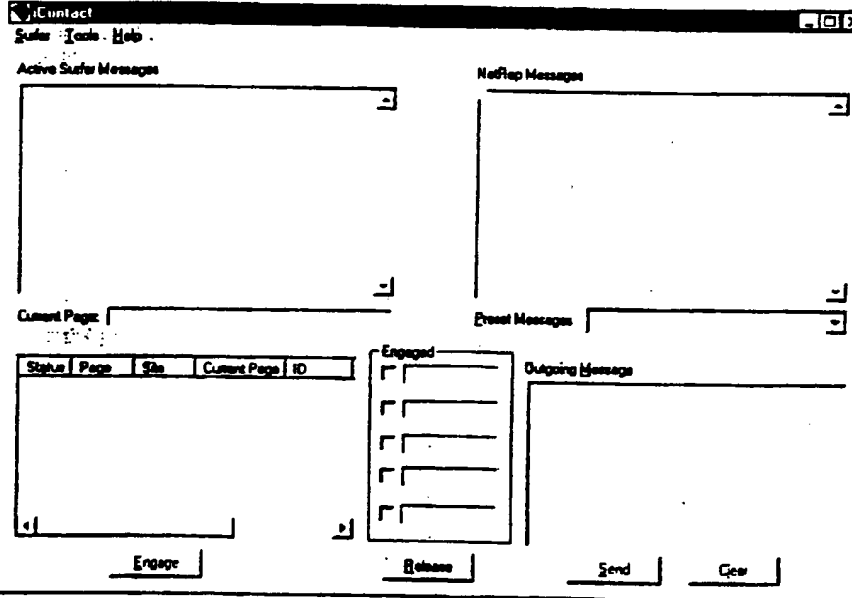 iContact
Surfer Tools Help
Active Surfer Messages
NetRep Messages
Current Page:
Preset Messages
Status Page Site Current Page ID
Engaged
Outgoing Message
Engage
Release
Send
Clear